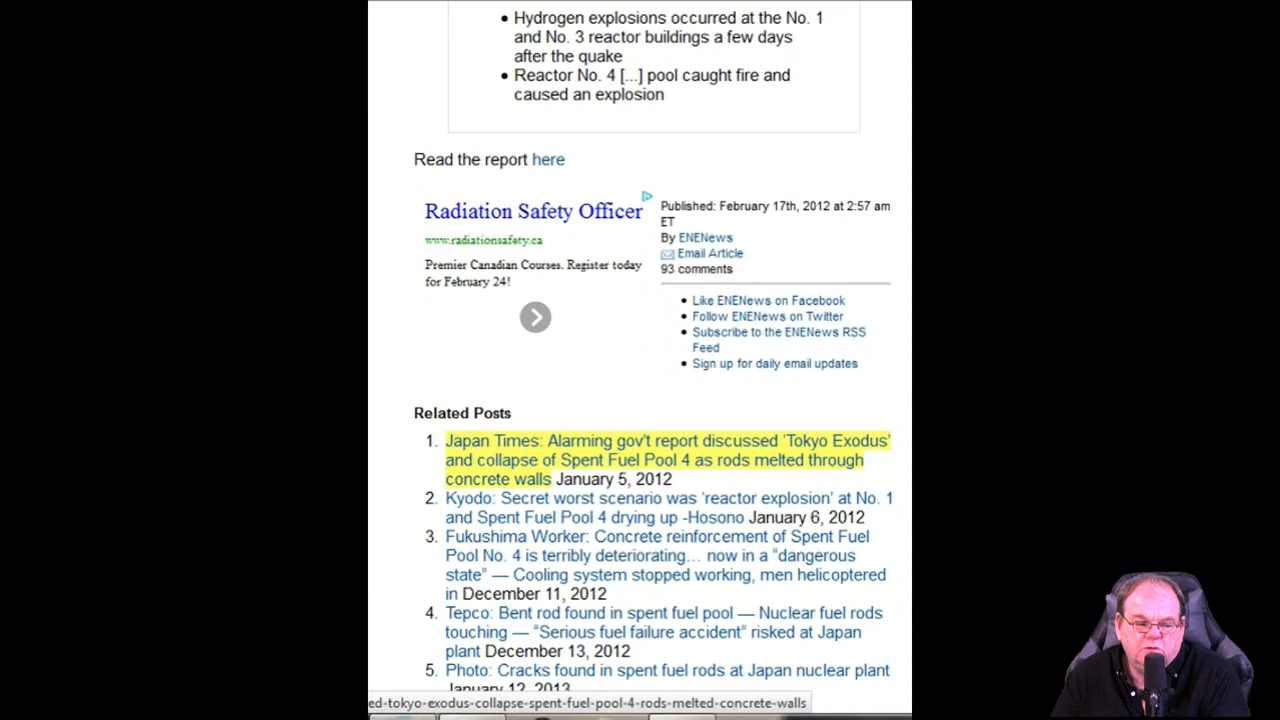 • Hydrogen explosions occurred at the No. 1
and No. 3 reactor buildings a few days
after the quake
• Reactor No. 4 [...] pool caught fire and
caused an explosion
Read the report here
Radiation Safety Officer
www.radiationsafety.ca
Premier Canadian Courses. Register today
for February 24!
Published: February 17th, 2012 at 2:57 am
ET
By ENENews
Email Article
93 comments
• Like ENENews on Facebook
• Follow ENENews on Twitter
• Subscribe to the ENENews RSS
Feed
• Sign up for daily email updates
Related Posts
1. Japan Times: Alarming gov't report discussed 'Tokyo Exodus'
and collapse of Spent Fuel Pool 4 as rods melted through
concrete walls January 5, 2012
2. Kyodo: Secret worst scenario was 'reactor explosion' at No. 1
and Spent Fuel Pool 4 drying up -Hosono January 6, 2012
3. Fukushima Worker: Concrete reinforcement of Spent Fuel
Pool No. 4 is terribly deteriorating… now in a “dangerous
state” — Cooling system stopped working, men helicoptered
in December 11, 2012
4. Tepco: Bent rod found in spent fuel pool — Nuclear fuel rods
touching — “Serious fuel failure accident” risked at Japan
plant December 13, 2012
5. Photo: Cracks found in spent fuel rods at Japan nuclear plant
January 12, 2013
ed-tokyo-exodus-collapse-spent-fuel-pool-4-rods-melted-concrete-walls